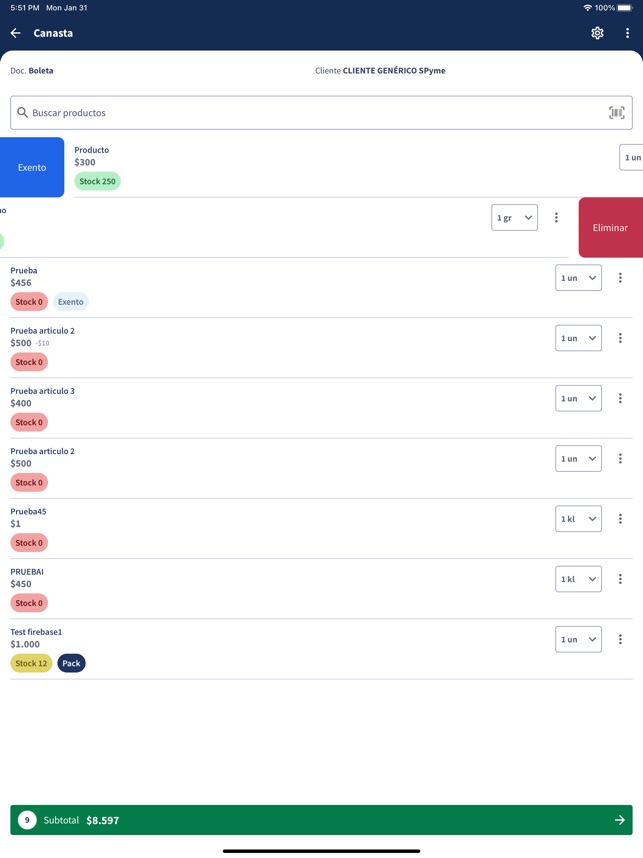 5:51 PM Mon Jan 31
100%
Canasta
Doc. Boleta
Cliente CLIENTE GENÉRICO SPyme
Buscar productos
Exento
Producto
$300
Stock 250
1 un
1 gr
Eliminar
Prueba
$456
Stock 0 Exento
1 un
Prueba articulo 2
$500 -$10
Stock 0
1 un
Prueba articulo 3
$400
Stock 0
1 un
Prueba articulo 2
$500
Stock 0
1 un
Prueba45
$1
Stock 0
1 kl
PRUEBAI
$450
Stock 0
1 kl
Test firebase1
$1.000
Stock 12 Pack
1 un
9 Subtotal $8.597